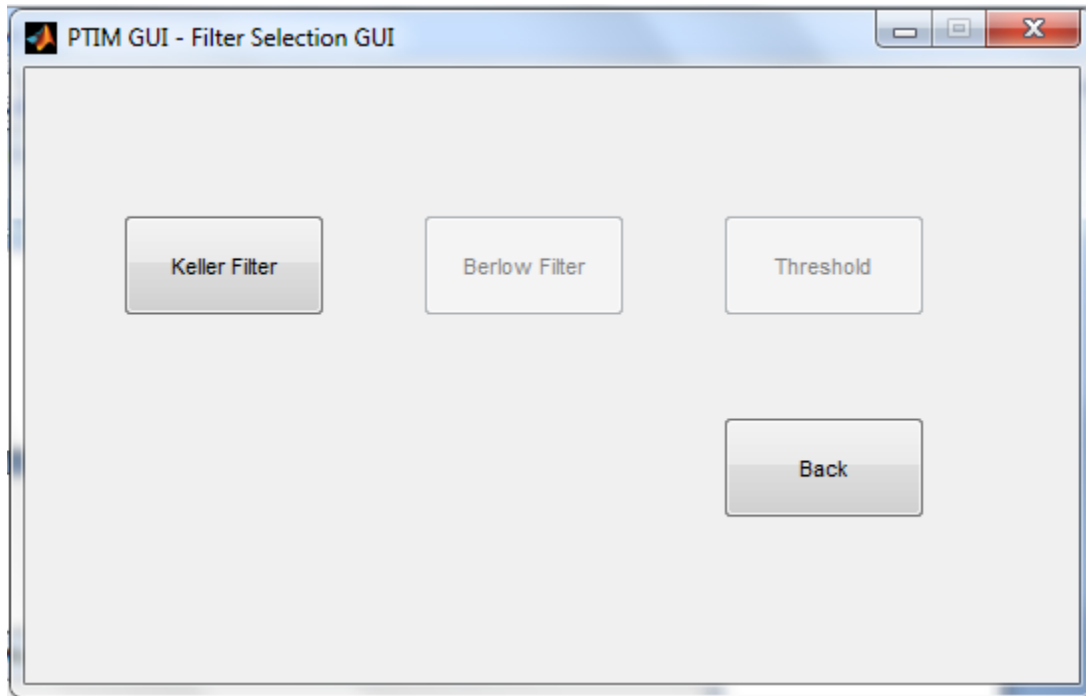 PTIM GUI - Filter Selection GUI
Keller Filter
Berlow Filter
Threshold
Back